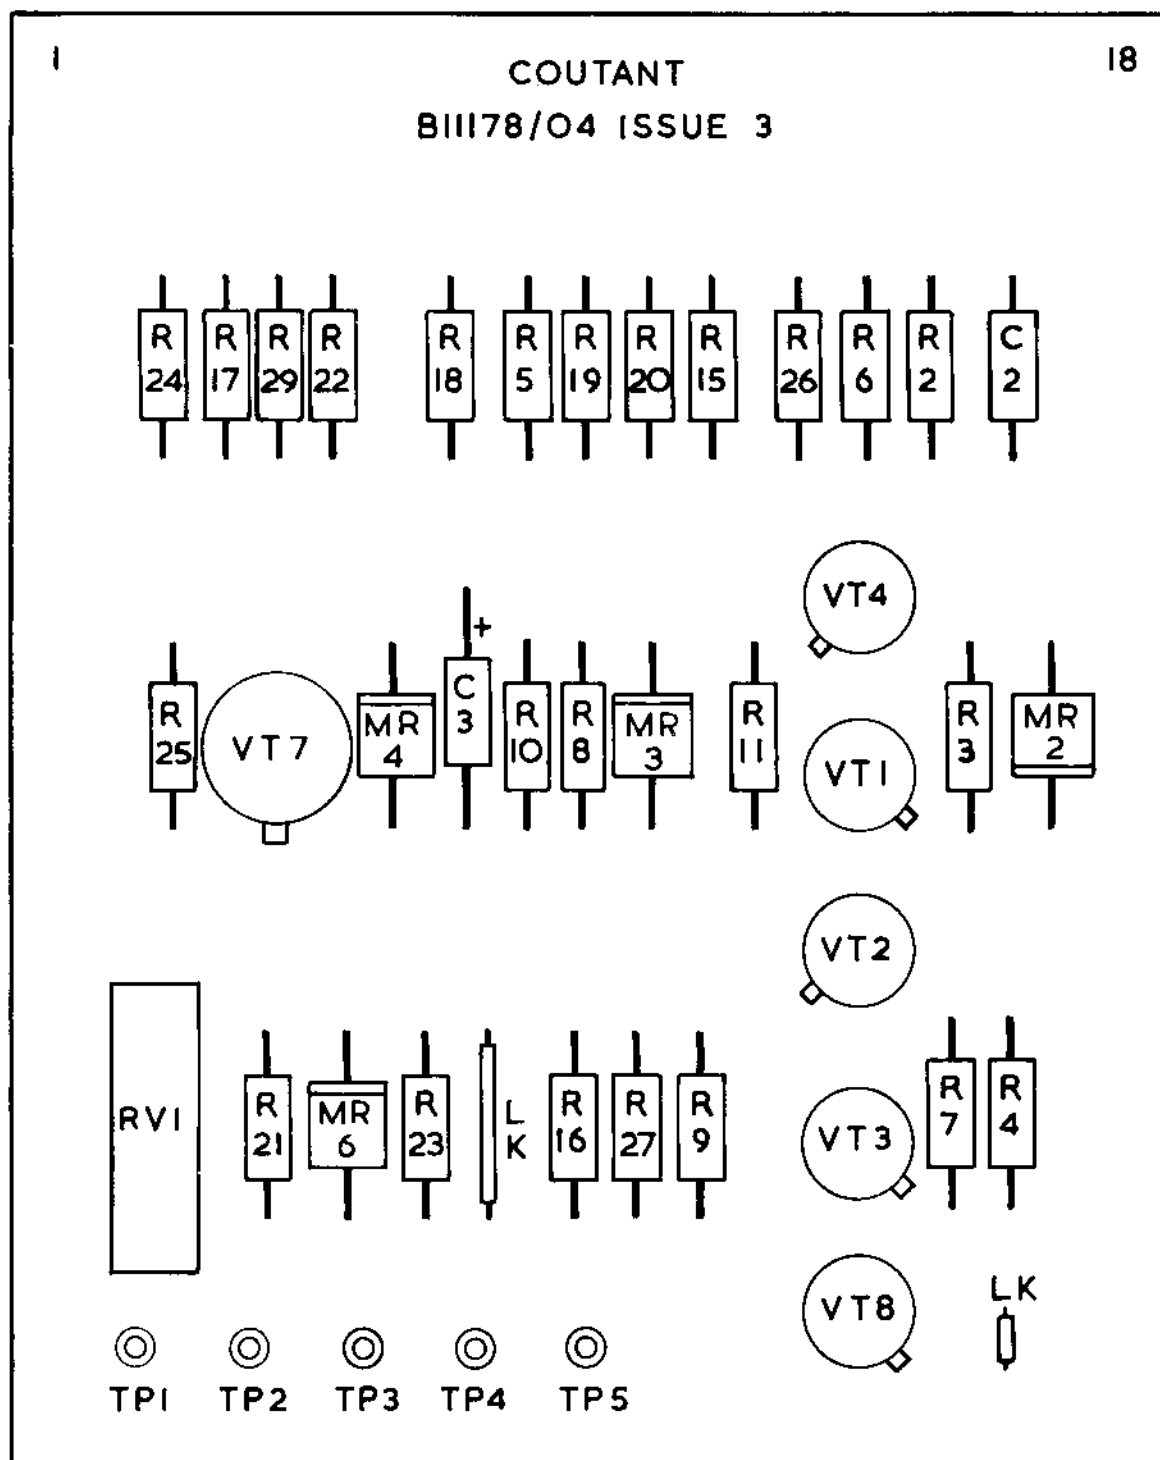 1
18
COUTANT
B11178/04 ISSUE 3
R
24
R
17
R
29
R
22
R
18
R
5
R
19
R
20
R
15
R
26
R
6
R
2
C
2
VT4
R
25
VT7
MR
4
+
C
3
R
10
R
8
MR
3
R
11
VT1
R
3
MR
2
VT2
RV1
R
21
MR
6
R
23
L
K
R
16
R
27
R
9
VT3
R
7
R
4
VT8
LK
TP1
TP2
TP3
TP4
TP5